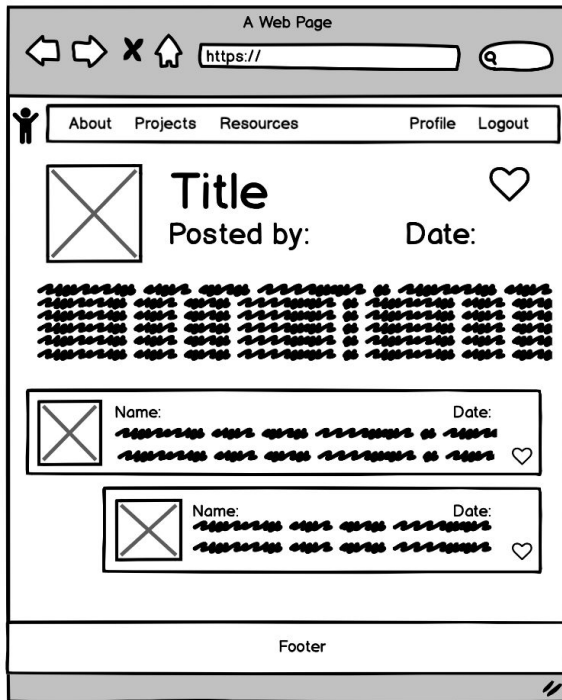 A Web Page
https://
About Projects Resources Profile Logout
Title
Posted by: Date:
Name: Date:
Name: Date:
Footer